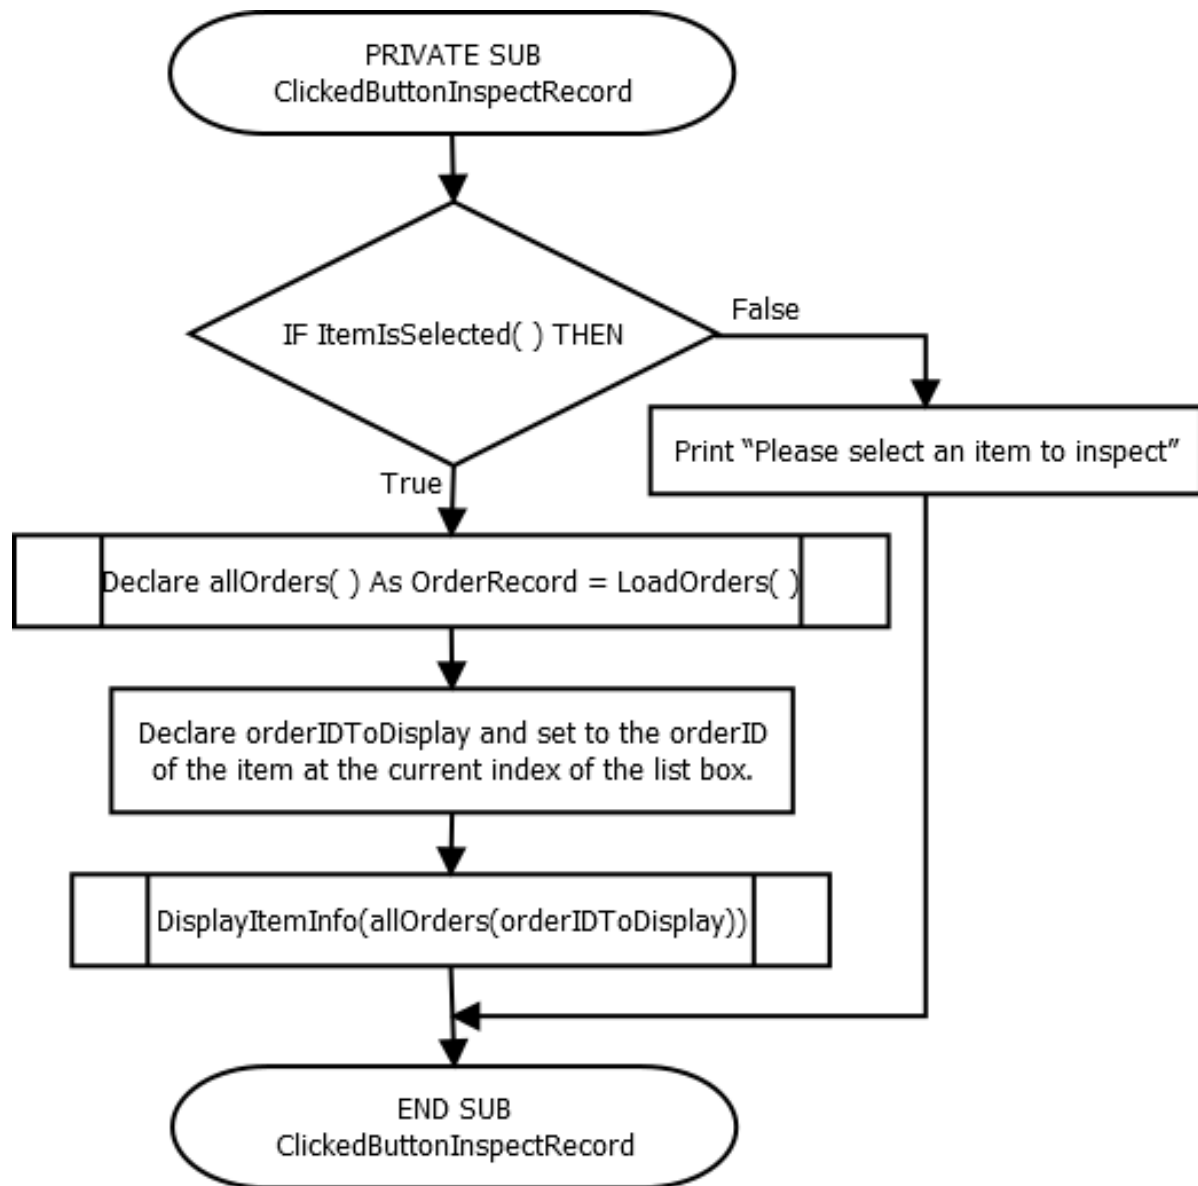 PRIVATE SUB
ClickedButtonInspectRecord
IF ItemIsSelected( ) THEN
False
Print “Please select an item to inspect”
True
Declare allOrders( ) As OrderRecord = LoadOrders( )
Declare orderIDToDisplay and set to the orderID
of the item at the current index of the list box.
DisplayItemInfo(allOrders(orderIDToDisplay))
END SUB
ClickedButtonInspectRecord